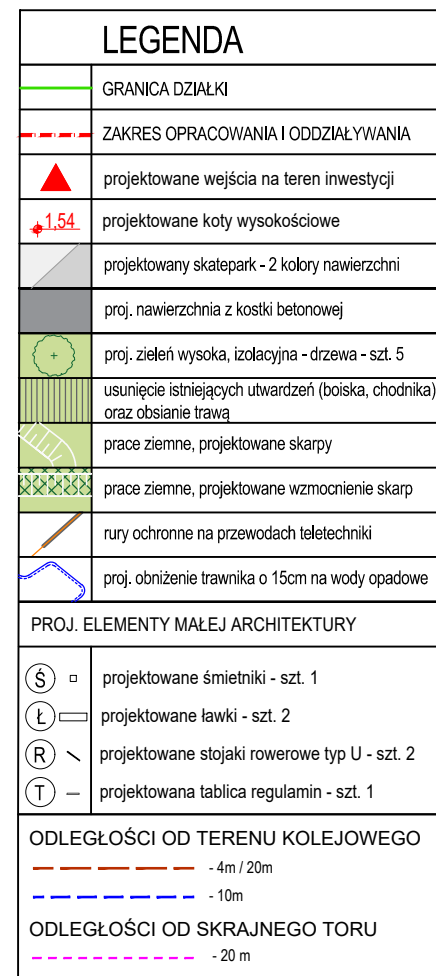 LEGENDA
GRANICA DZIAŁKI
ZAKRES OPRACOWANIA I ODDZIAŁYWANIA
projektowane wejścia na teren inwestycji
1,54 projektowane koty wysokościowe
projektowany skatepark - 2 kolory nawierzchni
proj. nawierzchnia z kostki betonowej
proj. zieleń wysoka, izolacyjna - drzewa - szt. 5
usunięcie istniejących utwardzeń (boiska, chodnika)
oraz obsianie trawą
prace ziemne, projektowane skarpy
prace ziemne, projektowane wzmocnienie skarp
rury ochronne na przewodach teletechniki
proj. obniżenie trawnika o 15cm na wody opadowe
PROJ. ELEMENTY MAŁEJ ARCHITEKTURY
Ś projektowane śmietniki - szt. 1
Ł projektowane ławki - szt. 2
R projektowane stojaki rowerowe typ U - szt. 2
T projektowana tablica regulamin - szt. 1
ODLEGŁOŚCI OD TERENU KOLEJOWEGO
- 4m / 20m
- 10m
ODLEGŁOŚCI OD SKRAJNEGO TORU
- 20 m